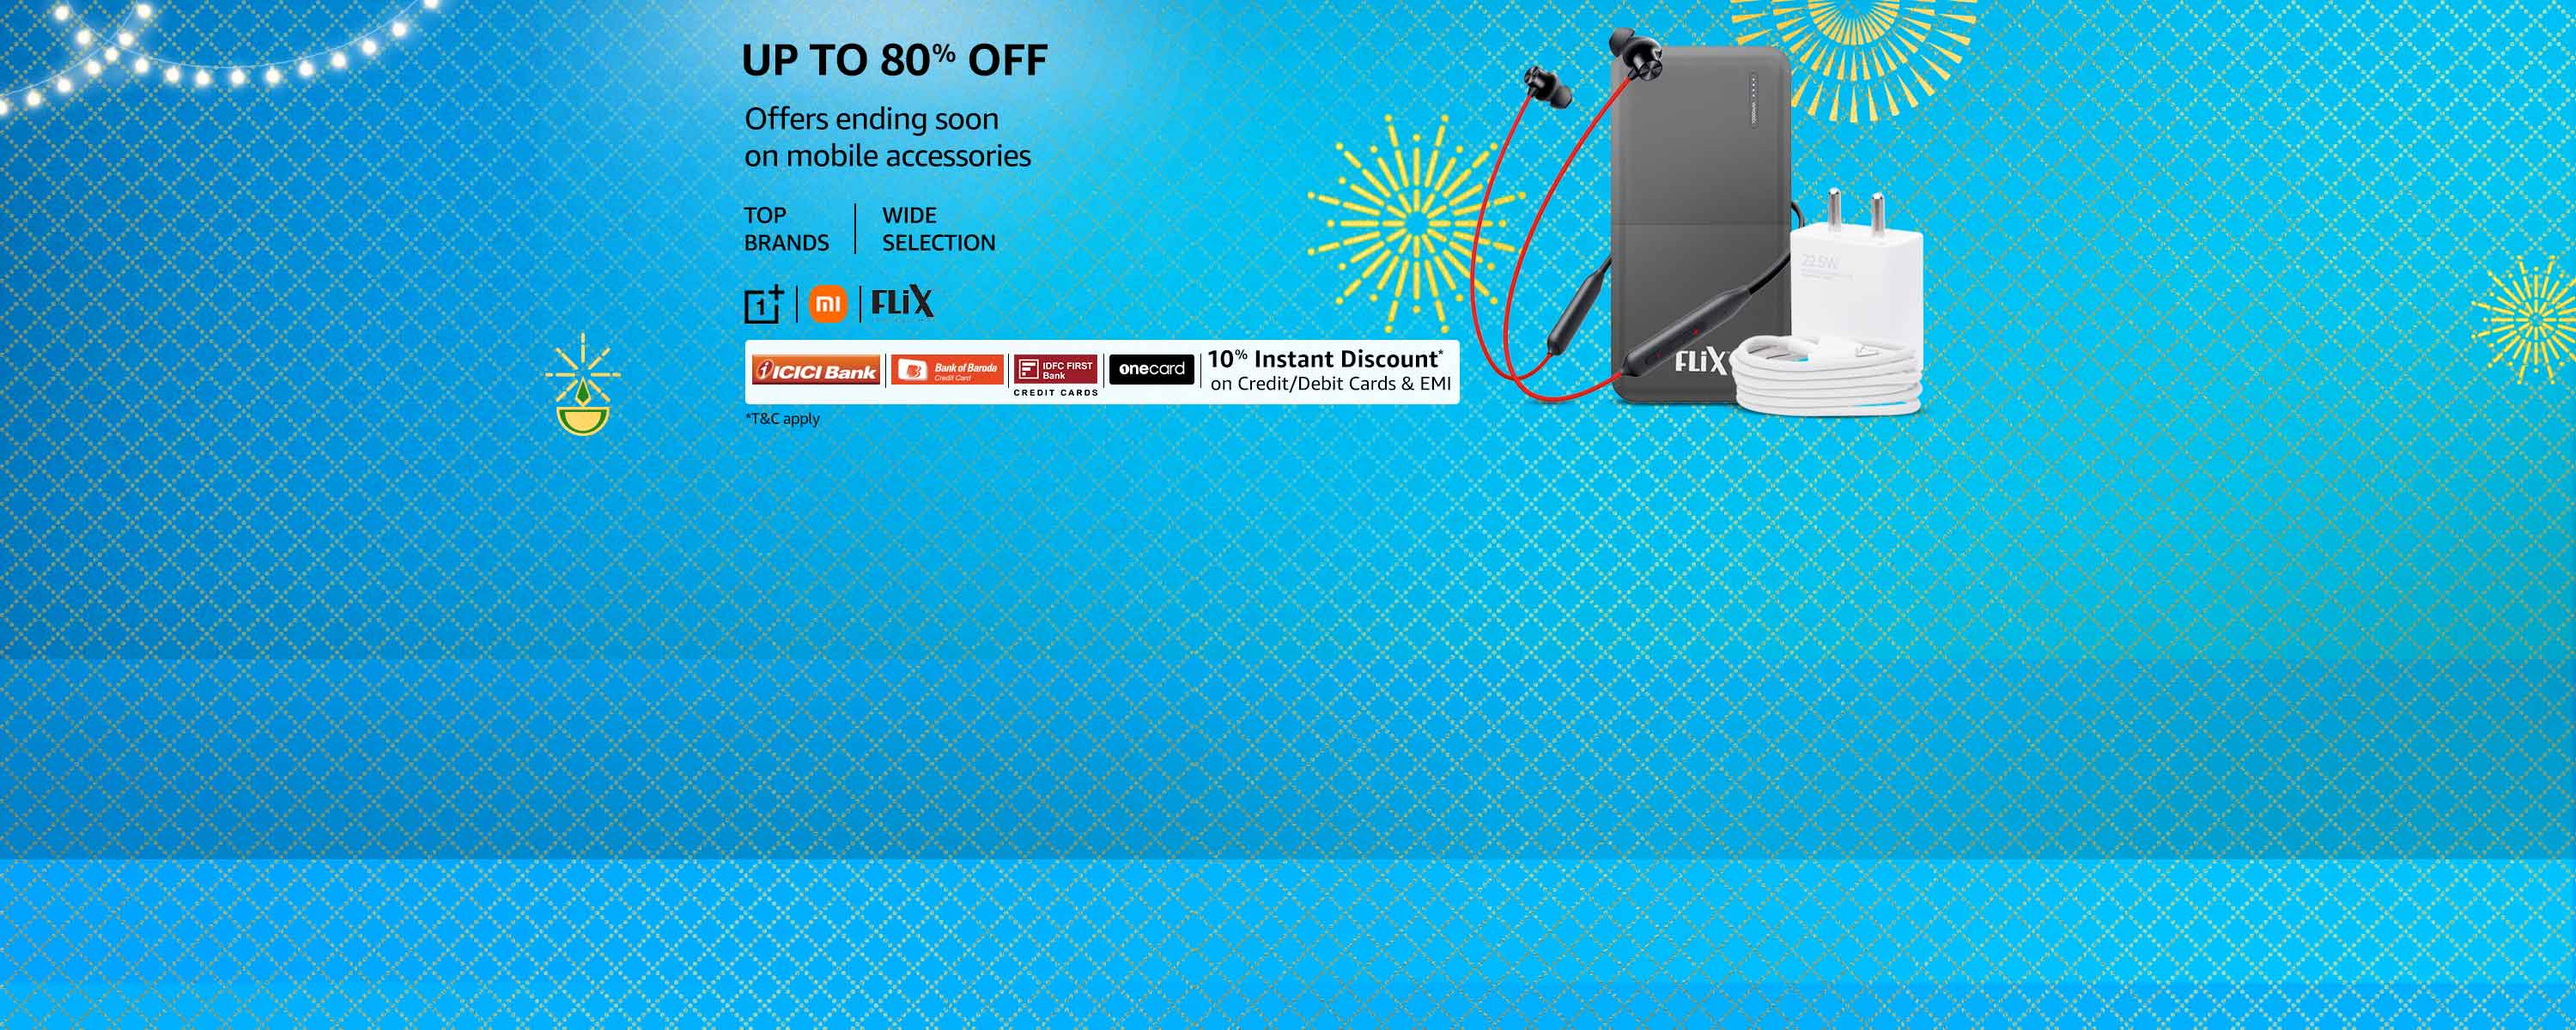 UP TO 80% OFF
Offers ending soon
on mobile accessories
TOP
BRANDS
WIDE
SELECTION
1+ | mi | FLiX
ICICI Bank
Bank of Baroda
Credit Card
IDFC FIRST
Bank
CREDIT CARDS
onecard
10% Instant Discount*
on Credit/Debit Cards & EMI
*T&C apply
22.5W
FLiX